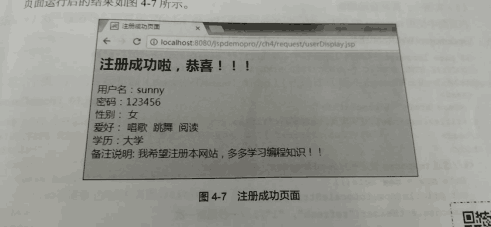 页面运行后的结果如图 4-7 所示。
注册成功页面
localhost:8080/jspdemopro//ch4/request/userDisplay.jsp
注册成功啦，恭喜！！！
用户名：sunny
密码：123456
性别： 女
爱好： 唱歌 跳舞 阅读
学历：大学
备注说明: 我希望注册本网站，多多学习编程知识！！
图 4-7 注册成功页面